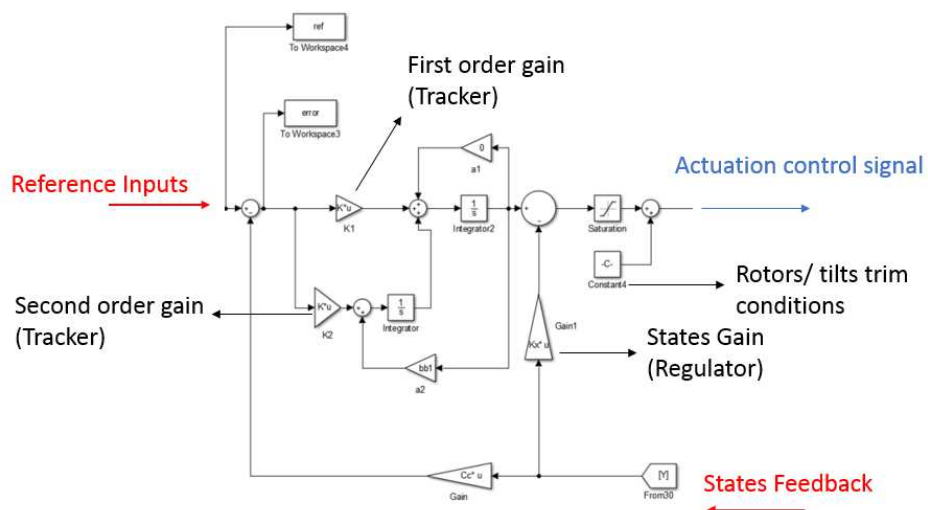 ref
To Workspace4
First order gain
(Tracker)
error
To Workspace3
0
a1
Actuation control signal
Reference Inputs
K*u
K1
1
s
Integrator2
Saturation
-C-
Constant4
Rotors/ tilts trim
conditions
Second order gain
(Tracker)
K*u
K2
1
s
Integrator
Gain1
Kx* u
States Gain
(Regulator)
bb1
a2
Cc* u
Gain
[Y]
From30
States Feedback